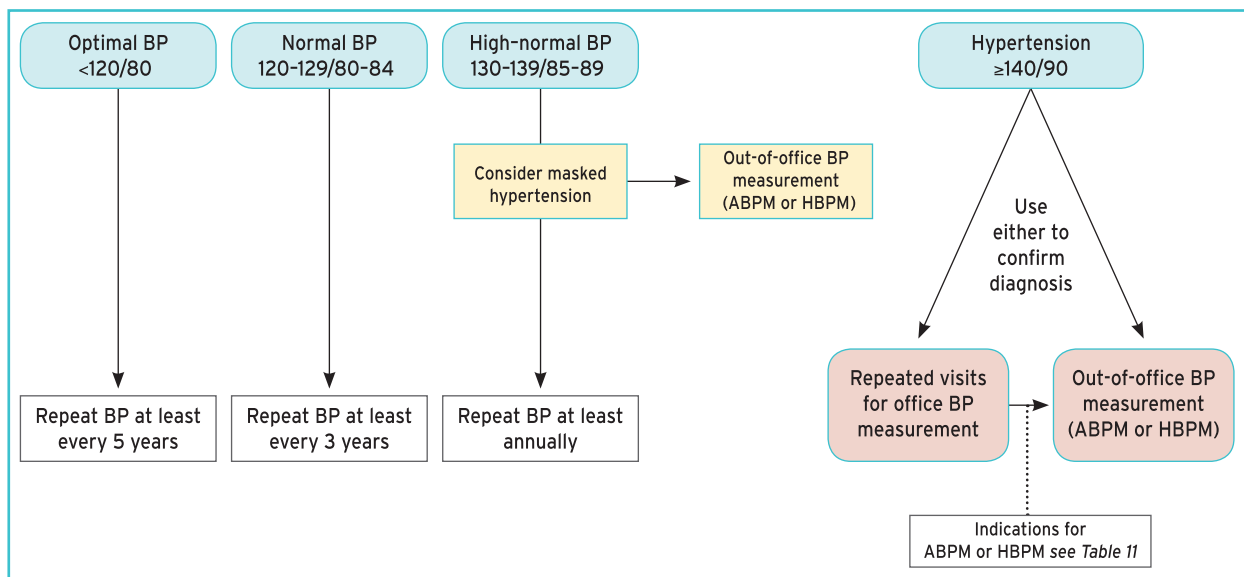 Optimal BP
<120/80
Normal BP
120–129/80–84
High–normal BP
130–139/85–89
Hypertension
≥140/90
Consider masked
hypertension
Out-of-office BP
measurement
(ABPM or HBPM)
Use
either to
confirm
diagnosis
Repeat BP at least
every 5 years
Repeat BP at least
every 3 years
Repeat BP at least
annually
Repeated visits
for office BP
measurement
Out-of-office BP
measurement
(ABPM or HBPM)
Indications for
ABPM or HBPM see Table 11